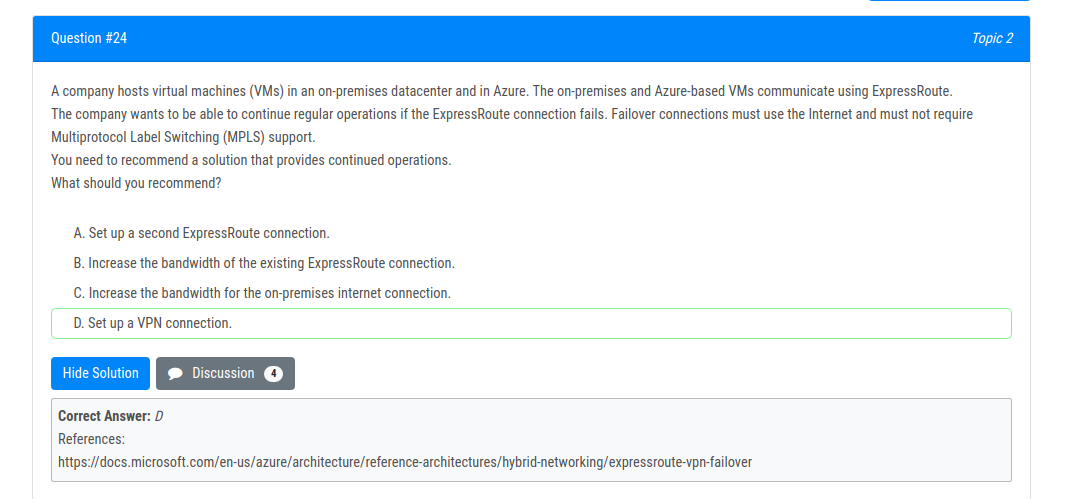 Question #24
Topic 2
A company hosts virtual machines (VMs) in an on-premises datacenter and in Azure. The on-premises and Azure-based VMs communicate using ExpressRoute.
The company wants to be able to continue regular operations if the ExpressRoute connection fails. Failover connections must use the Internet and must not require
Multiprotocol Label Switching (MPLS) support.
You need to recommend a solution that provides continued operations.
What should you recommend?
A. Set up a second ExpressRoute connection.
B. Increase the bandwidth of the existing ExpressRoute connection.
C. Increase the bandwidth for the on-premises internet connection.
D. Set up a VPN connection.
Hide Solution
Discussion 4
Correct Answer: D
References:
https://docs.microsoft.com/en-us/azure/architecture/reference-architectures/hybrid-networking/expressroute-vpn-failover